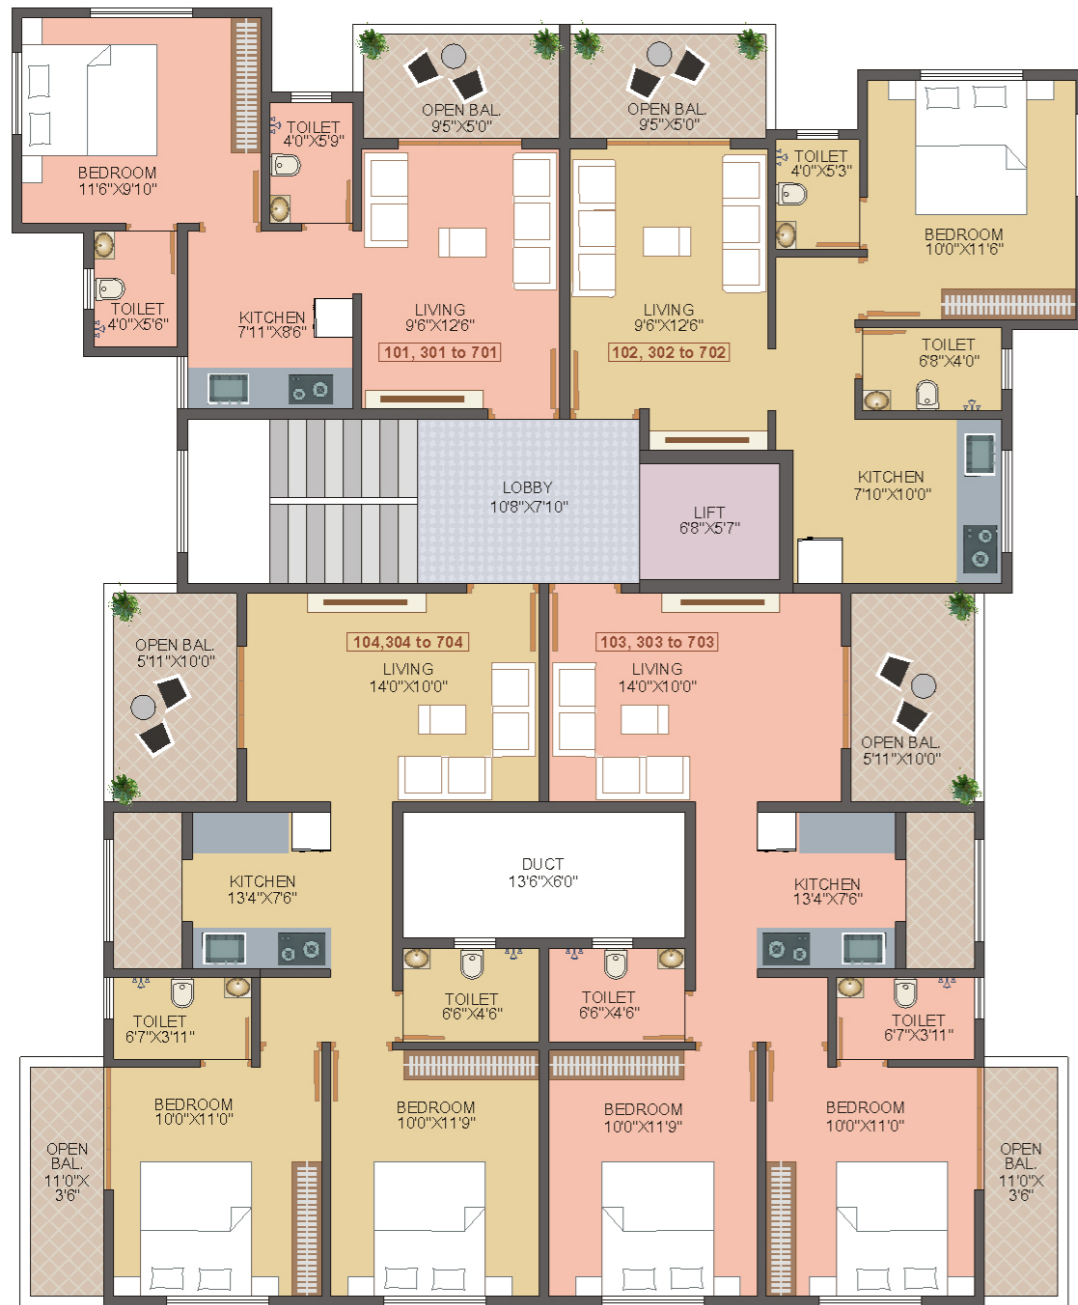 OPEN BAL.
9'5"X5'0"
OPEN BAL.
9'5"X5'0"
TOILET
4'0"X5'9"
BEDROOM
11'6"X9'10"
TOILET
4'0"X5'3"
BEDROOM
10'0"X11'6"
TOILET
4'0"X5'6"
KITCHEN
7'11"X8'6"
LIVING
9'6"X12'6"
101, 301 to 701
LIVING
9'6"X12'6"
102, 302 to 702
TOILET
6'8"X4'0"
KITCHEN
7'10"X10'0"
LOBBY
10'8"X7'10"
LIFT
6'8"X5'7"
OPEN BAL.
5'11"X10'0"
104,304 to 704
LIVING
14'0"X10'0"
103, 303 to 703
LIVING
14'0"X10'0"
OPEN BAL.
5'11"X10'0"
KITCHEN
13'4"X7'6"
DUCT
13'6"X6'0"
KITCHEN
13'4"X7'6"
TOILET
6'7"X3'11"
TOILET
6'6"X4'6"
TOILET
6'6"X4'6"
TOILET
6'7"X3'11"
BEDROOM
10'0"X11'0"
BEDROOM
10'0"X11'9"
BEDROOM
10'0"X11'9"
BEDROOM
10'0"X11'0"
OPEN
BAL.
11'0"X
3'6"
OPEN
BAL.
11'0"X
3'6"